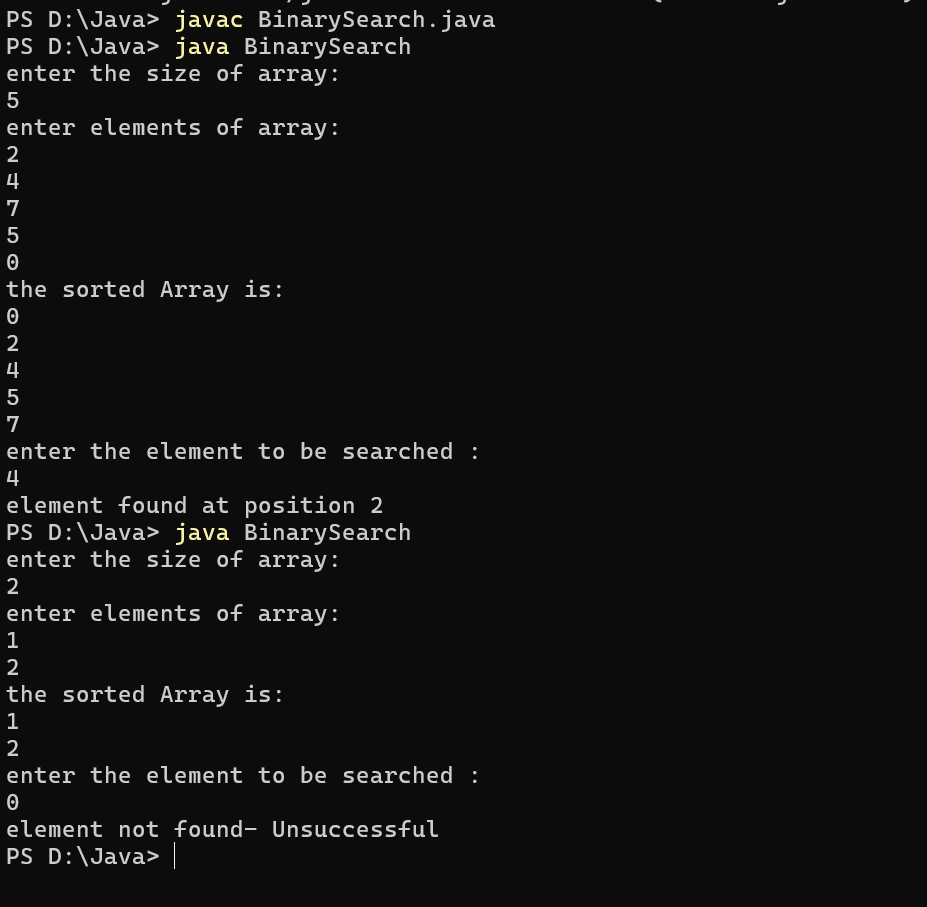 PS D:\Java> javac BinarySearch.java
PS D:\Java> java BinarySearch
enter the size of array:
5
enter elements of array:
2
4
7
5
0
the sorted Array is:
0
2
4
5
7
enter the element to be searched :
4
element found at position 2
PS D:\Java> java BinarySearch
enter the size of array:
2
enter elements of array:
1
2
the sorted Array is:
1
2
enter the element to be searched :
0
element not found- Unsuccessful
PS D:\Java>